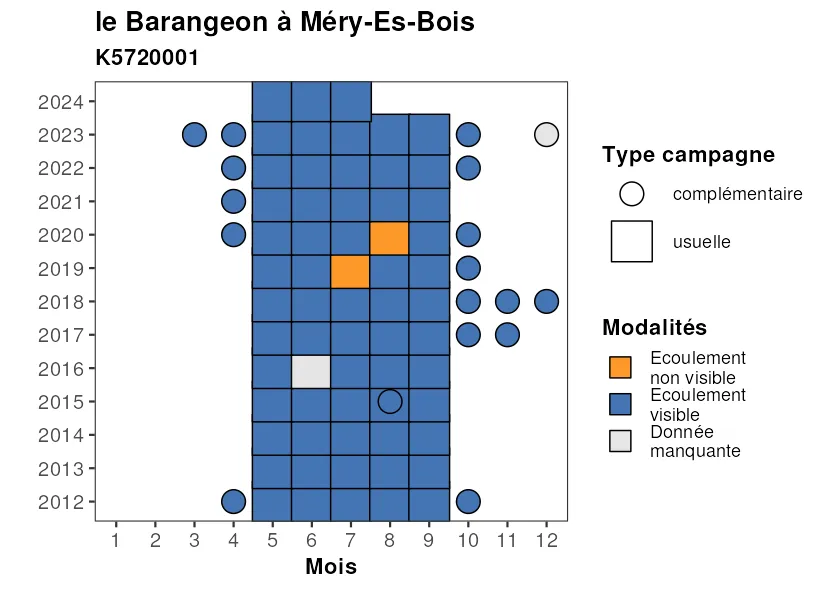 le Barangeon à Méry-Es-Bois
K5720001
2024
2023
2022
2021
2020
2019
2018
2017
2016
2015
2014
2013
2012
1 2 3 4 5 6 7 8 9 10 11 12
Mois
Type campagne
complémentaire
usuelle
Modalités
Ecoulement
non visible
Ecoulement
visible
Donnée
manquante